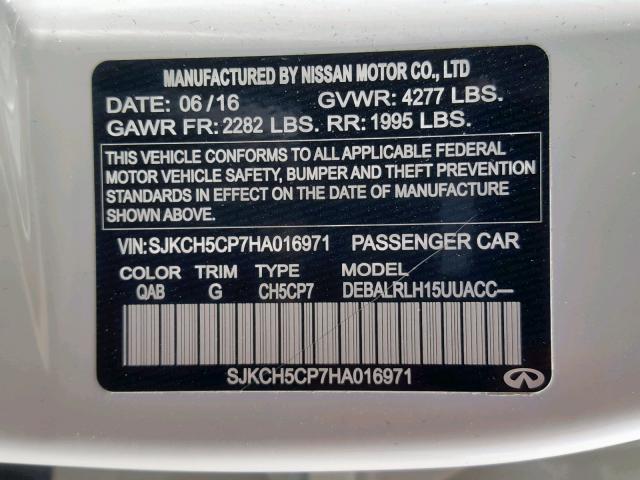 MANUFACTURED BY NISSAN MOTOR CO., LTD
DATE: 06/16 GVWR: 4277 LBS.
GAWR FR: 2282 LBS. RR: 1995 LBS.
THIS VEHICLE CONFORMS TO ALL APPLICABLE FEDERAL
MOTOR VEHICLE SAFETY, BUMPER AND THEFT PREVENTION
STANDARDS IN EFFECT ON THE DATE OF MANUFACTURE
SHOWN ABOVE.
VIN: SJKCH5CP7HA016971 PASSENGER CAR
COLOR TRIM TYPE MODEL
QAB G CH5CP7 DEBALRLH15UUACC—
SJKCH5CP7HA016971